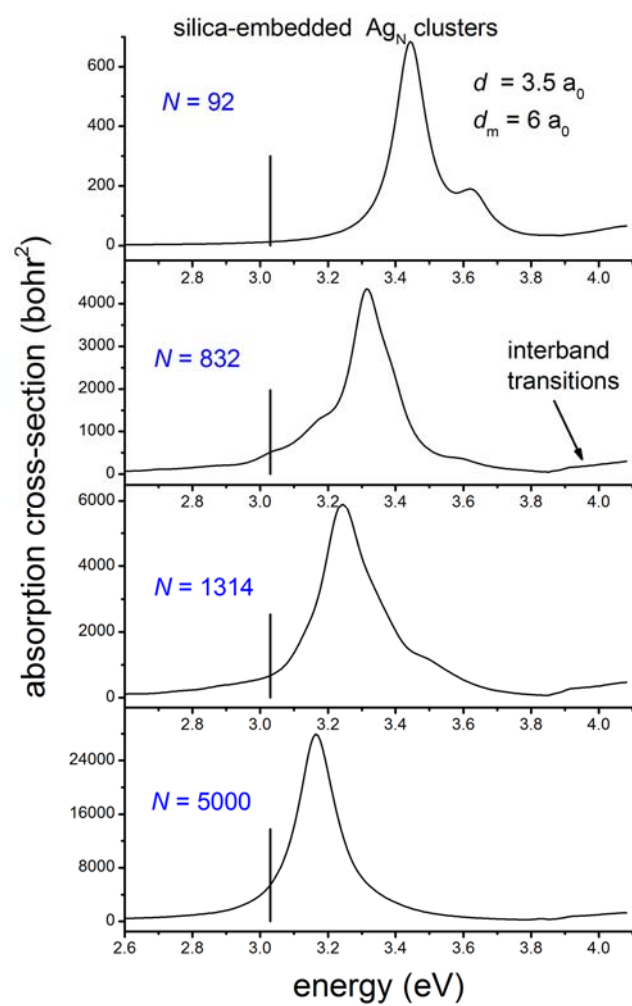 silica-embedded Ag_N clusters
absorption cross-section (bohr²)
600
400
200
0
N = 92
d = 3.5 a₀
d_m = 6 a₀
2.8 3.0 3.2 3.4 3.6 3.8 4.0
4000
3000
2000
1000
0
N = 832
interband
transitions
2.8 3.0 3.2 3.4 3.6 3.8 4.0
6000
4000
2000
0
N = 1314
2.8 3.0 3.2 3.4 3.6 3.8 4.0
24000
16000
8000
0
N = 5000
2.6 2.8 3.0 3.2 3.4 3.6 3.8 4.0
energy (eV)